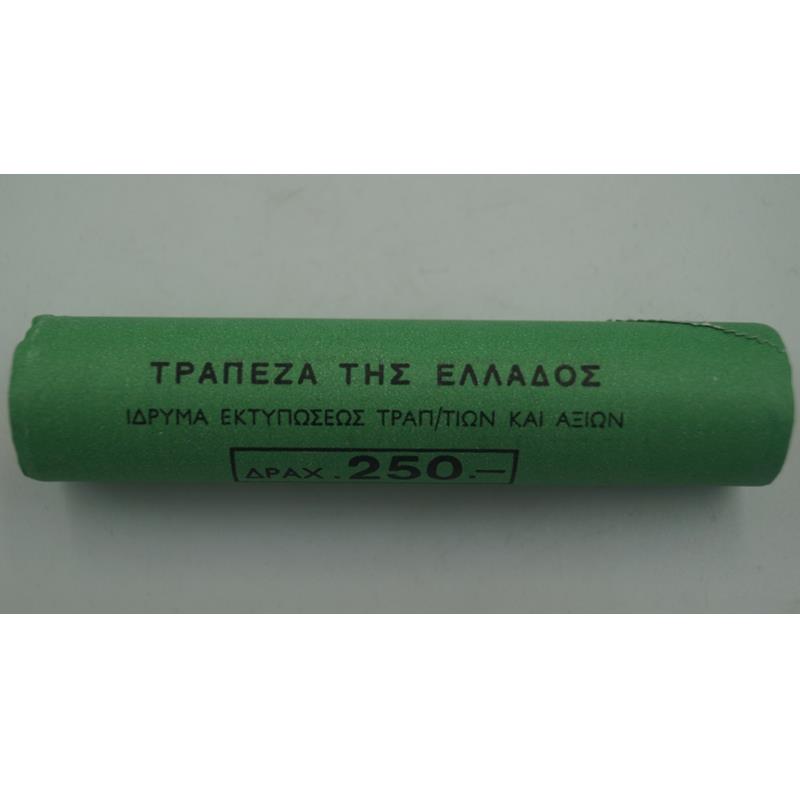 ΤΡΑΠΕΖΑ ΤΗΣ ΕΛΛΑΔΟΣ
ΙΔΡΥΜΑ ΕΚΤΥΠΩΣΕΩΣ ΤΡΑΠ/ΤΙΩΝ ΚΑΙ ΑΞΙΩΝ
ΔΡΑΧ. 250.—